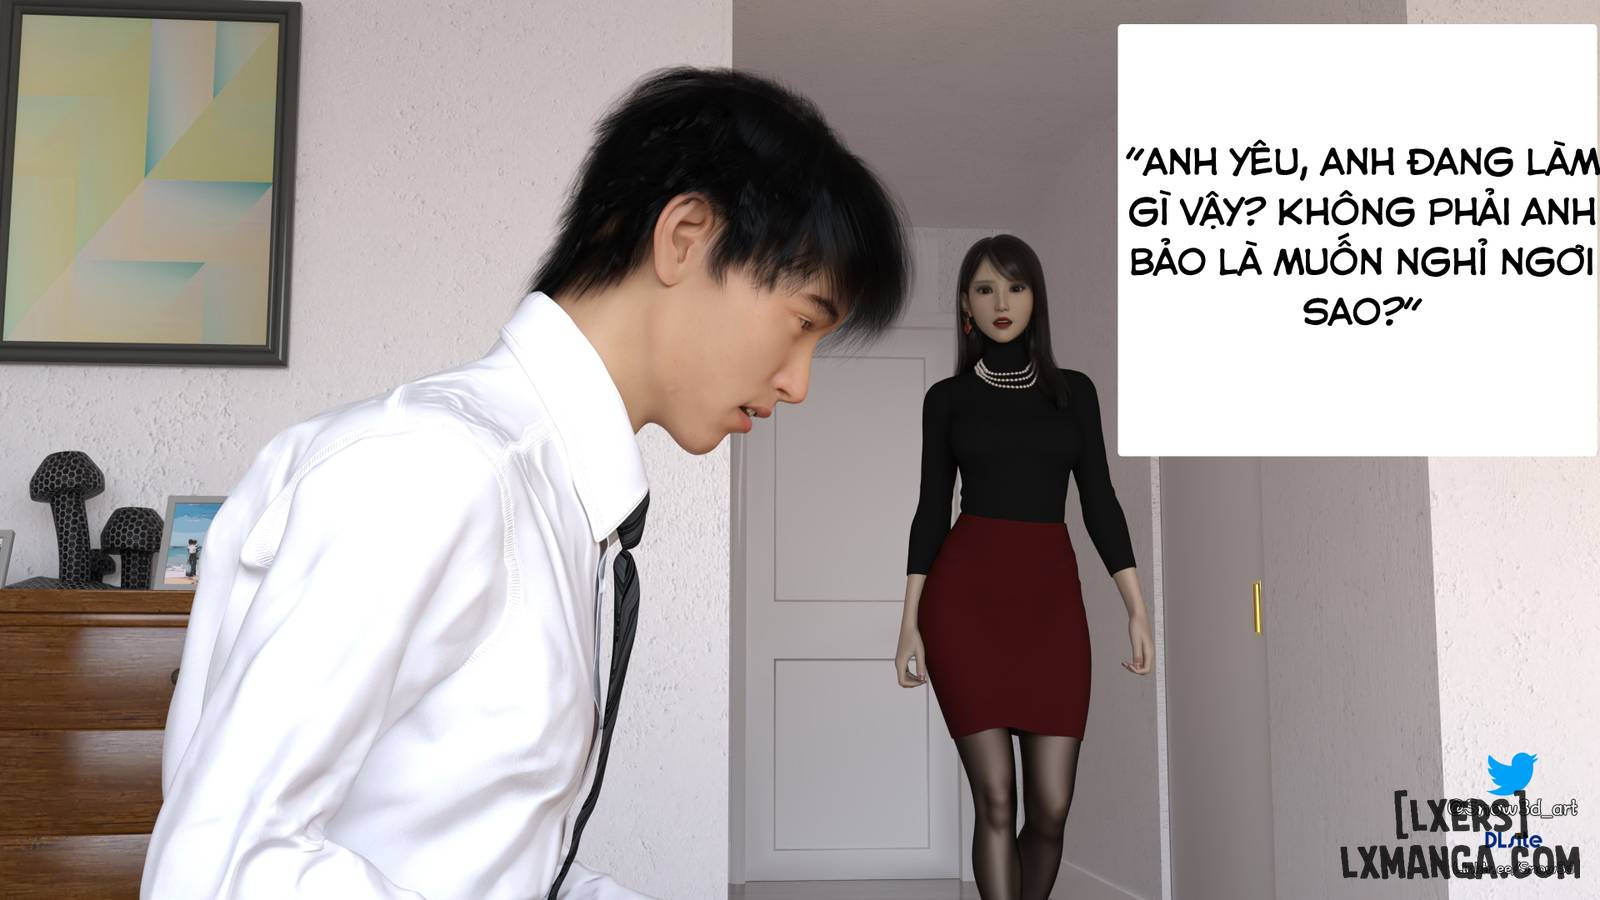 "ANH YÊU, ANH ĐANG LÀM
GÌ VẬY? KHÔNG PHẢI ANH
BẢO LÀ MUỐN NGHỈ NGƠI
SAO?"
@Snow3d_art
[LXERS]
DLsite
LXMANGA.COM